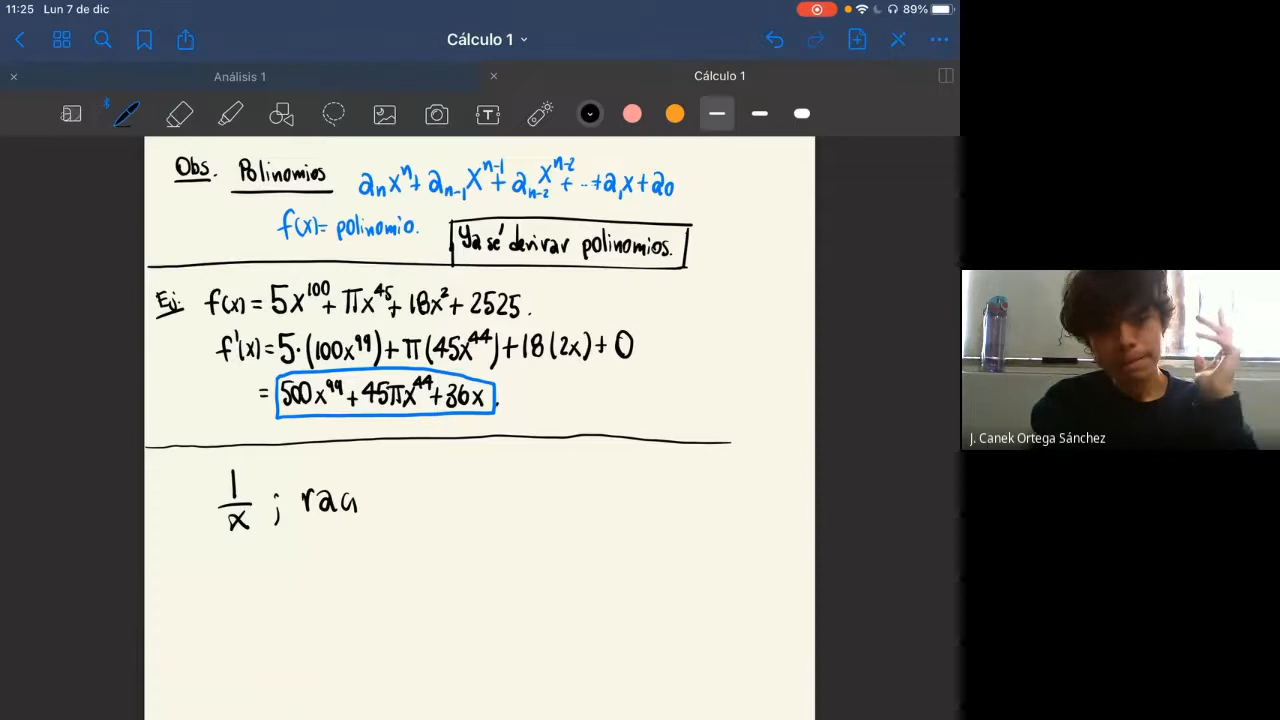 11:25 Lun 7 de dic
89%
Cálculo 1
Análisis 1
Cálculo 1
Obs. Polinomios aₙxⁿ + aₙ₋₁xⁿ⁻¹ + aₙ₋₂xⁿ⁻² + ... + a₁x + a₀
f(x) = polinomio. Ya sé derivar polinomios.
Ej: f(x) = 5x¹⁰⁰ + πx⁴⁵ + 18x² + 2525.
f'(x) = 5·(100x⁹⁹) + π(45x⁴⁴) + 18(2x) + 0
= 500x⁹⁹ + 45πx⁴⁴ + 36x.
1/x ; rac
J. Canek Ortega Sánchez